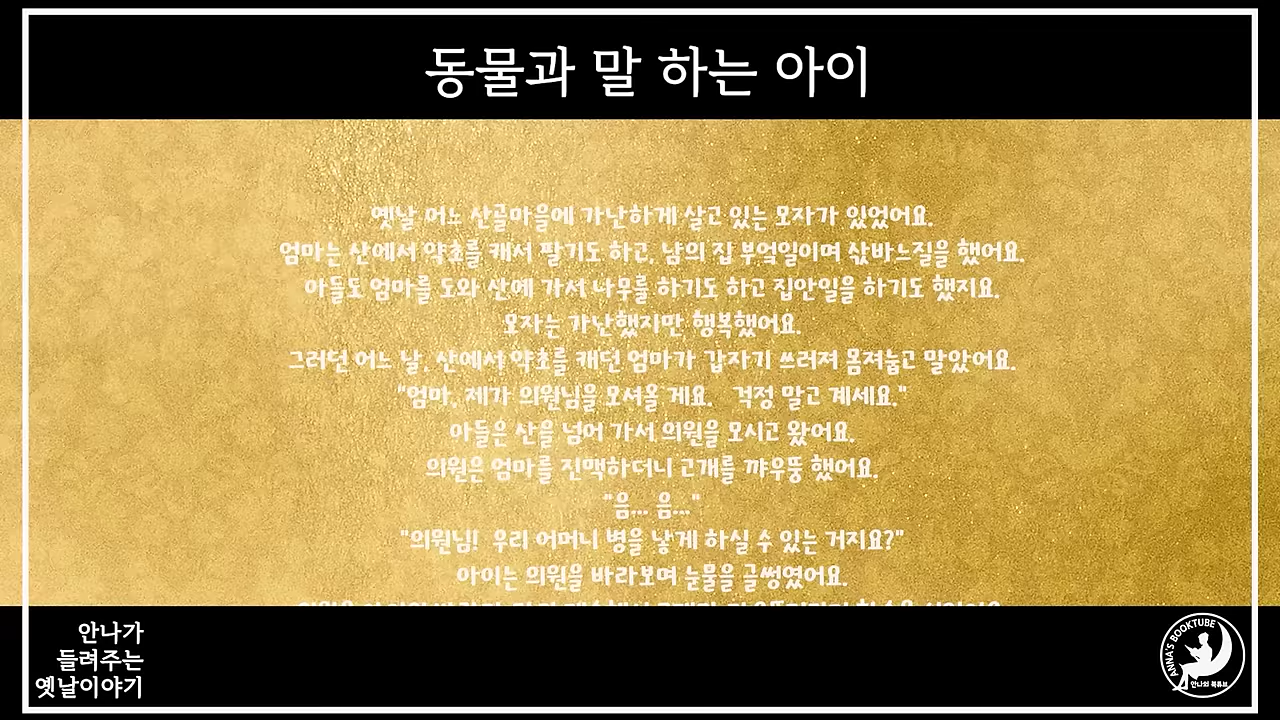 동물과 말 하는 아이
옛날 어느 산골마을에 가난하게 살고 있는 모자가 있었어요.
엄마는 산에서 약초를 캐서 팔기도 하고, 남의 집 부엌일이며 삯바느질을 했어요.
아들도 엄마를 도와 산에 가서 나무를 하기도 하고 집안일을 하기도 했지요.
모자는 가난했지만, 행복했어요.
그러던 어느 날, 산에서 약초를 캐던 엄마가 갑자기 쓰러져 몸져눕고 말았어요.
"엄마, 제가 의원님을 모셔올 게요. 걱정 말고 계세요."
아들은 산을 넘어 가서 의원을 모시고 왔어요.
의원은 엄마를 진맥하더니 고개를 꺄우뚱 했어요.
"음... 음..."
"의원님! 우리 어머니 병을 낳게 하실 수 있는 거지요?"
아이는 의원을 바라보며 눈물을 글썽였어요.
안나가
들려주는
옛날이야기
ANNA'S BOOKTUBE
안나의 북튜브